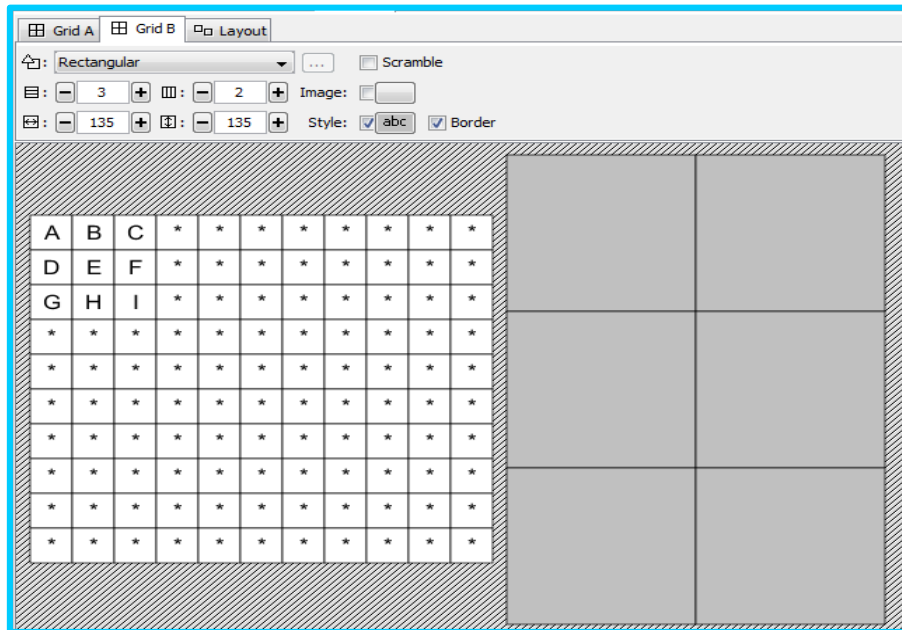 Grid A Grid B Layout
: Rectangular ... Scramble
: − 3 + : − 2 + Image:
: − 135 + : − 135 + Style: abc Border
A B C * * * * * * * *
D E F * * * * * * * *
G H I * * * * * * * *
* * * * * * * * * * *
* * * * * * * * * * *
* * * * * * * * * * *
* * * * * * * * * * *
* * * * * * * * * * *
* * * * * * * * * * *
* * * * * * * * * * *